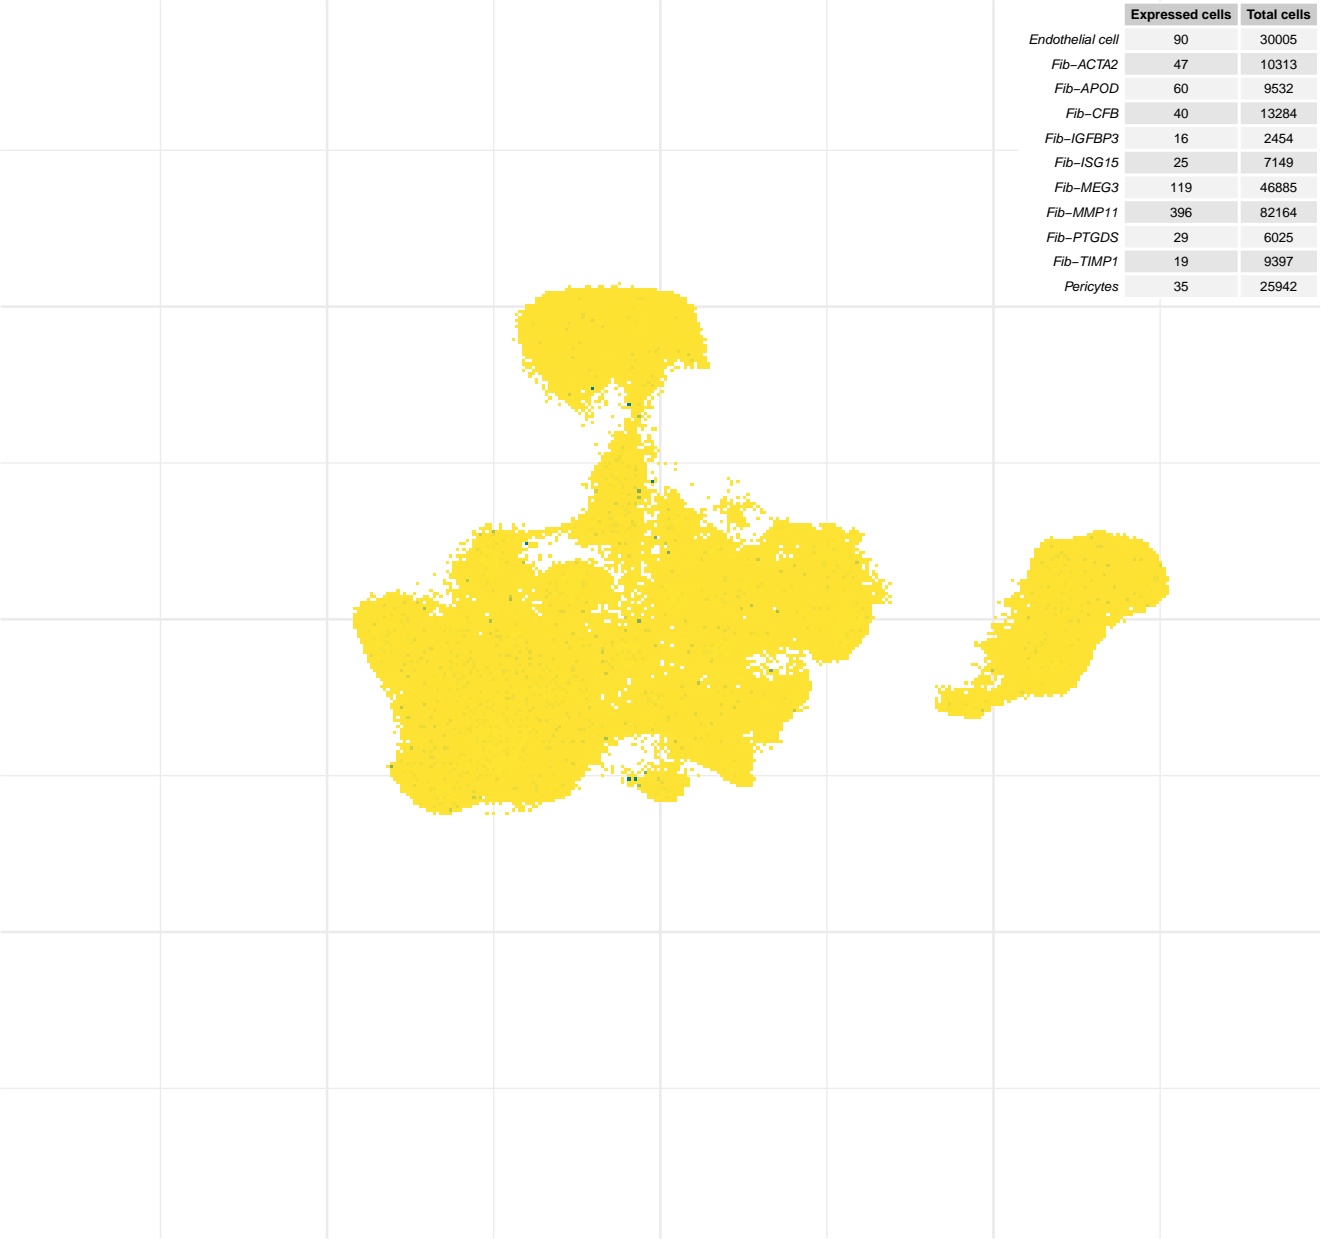 Expressed cells Total cells
Endothelial cell 90 30005
Fib−ACTA2 47 10313
Fib−APOD 60 9532
Fib−CFB 40 13284
Fib−IGFBP3 16 2454
Fib−ISG15 25 7149
Fib−MEG3 119 46885
Fib−MMP11 396 82164
Fib−PTGDS 29 6025
Fib−TIMP1 19 9397
Pericytes 35 25942